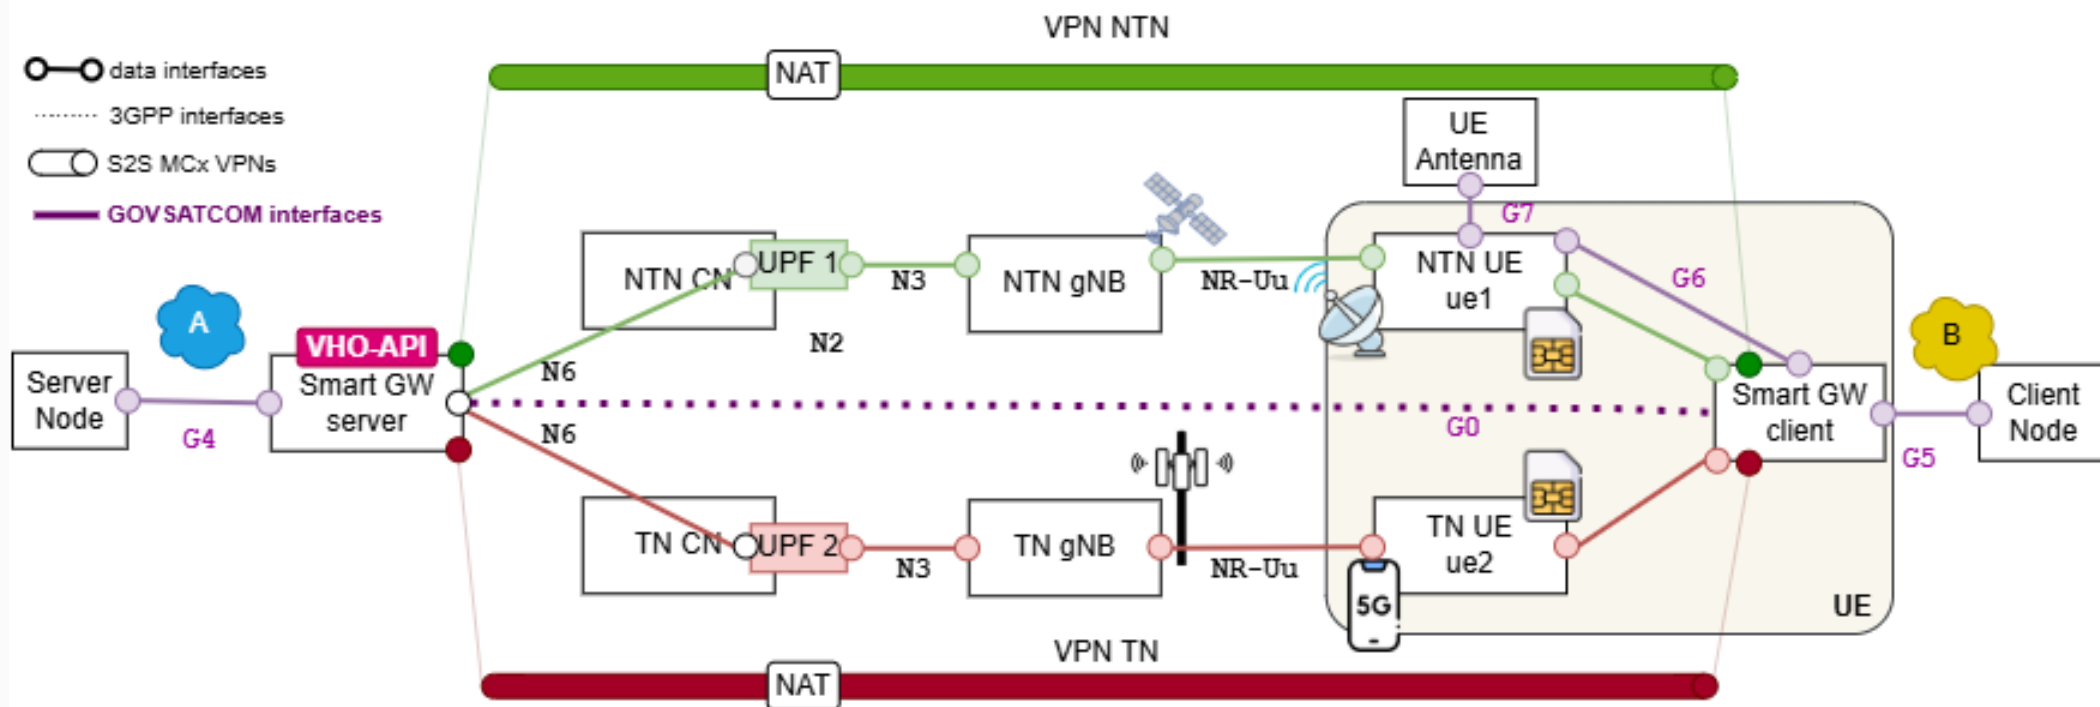 VPN NTN
NAT
data interfaces
3GPP interfaces
S2S MCx VPNs
GOVSATCOM interfaces
UE
Antenna
G7
A
VHO-API
Server
Node
G4
Smart GW
server
N6
N6
NTN CN
UPF 1
N3
N2
NTN gNB
NR-Uu
NTN UE
ue1
G6
G0
Smart GW
client
B
G5
Client
Node
TN CN
UPF 2
N3
TN gNB
NR-Uu
TN UE
ue2
5G
UE
VPN TN
NAT